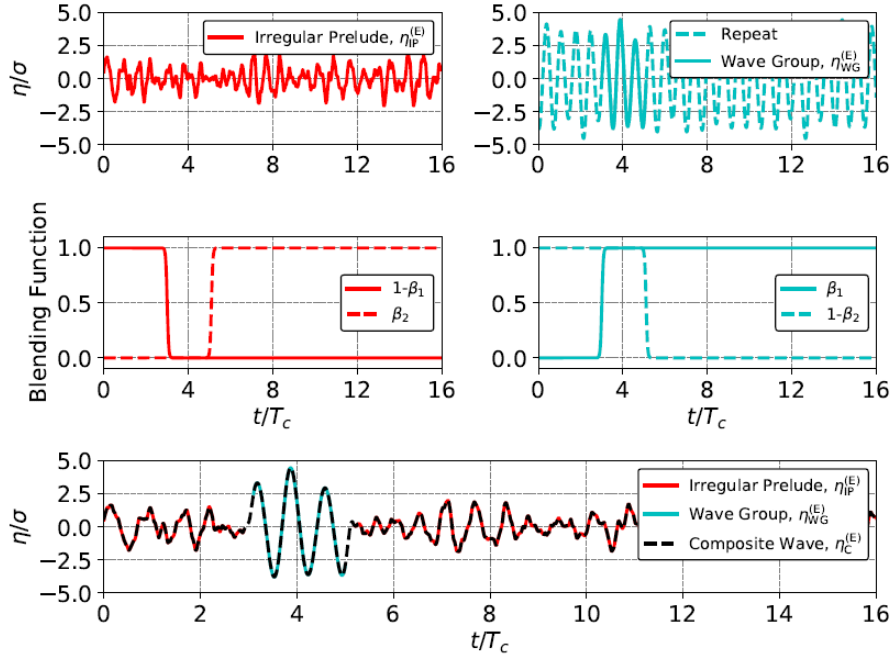 η/σ
5.0
2.5
0.0
−2.5
−5.0
0 4 8 12 16
Irregular Prelude, η_IP^(E)
5.0
2.5
0.0
−2.5
−5.0
0 4 8 12 16
Repeat
Wave Group, η_WG^(E)
Blending Function
1.0
0.5
0.0
0 4 8 12 16
t/T_c
1-β₁
β₂
1.0
0.5
0.0
0 4 8 12 16
t/T_c
β₁
1-β₂
η/σ
5.0
2.5
0.0
−2.5
−5.0
0 2 4 6 8 10 12 14 16
t/T_c
Irregular Prelude, η_IP^(E)
Wave Group, η_WG^(E)
Composite Wave, η_C^(E)